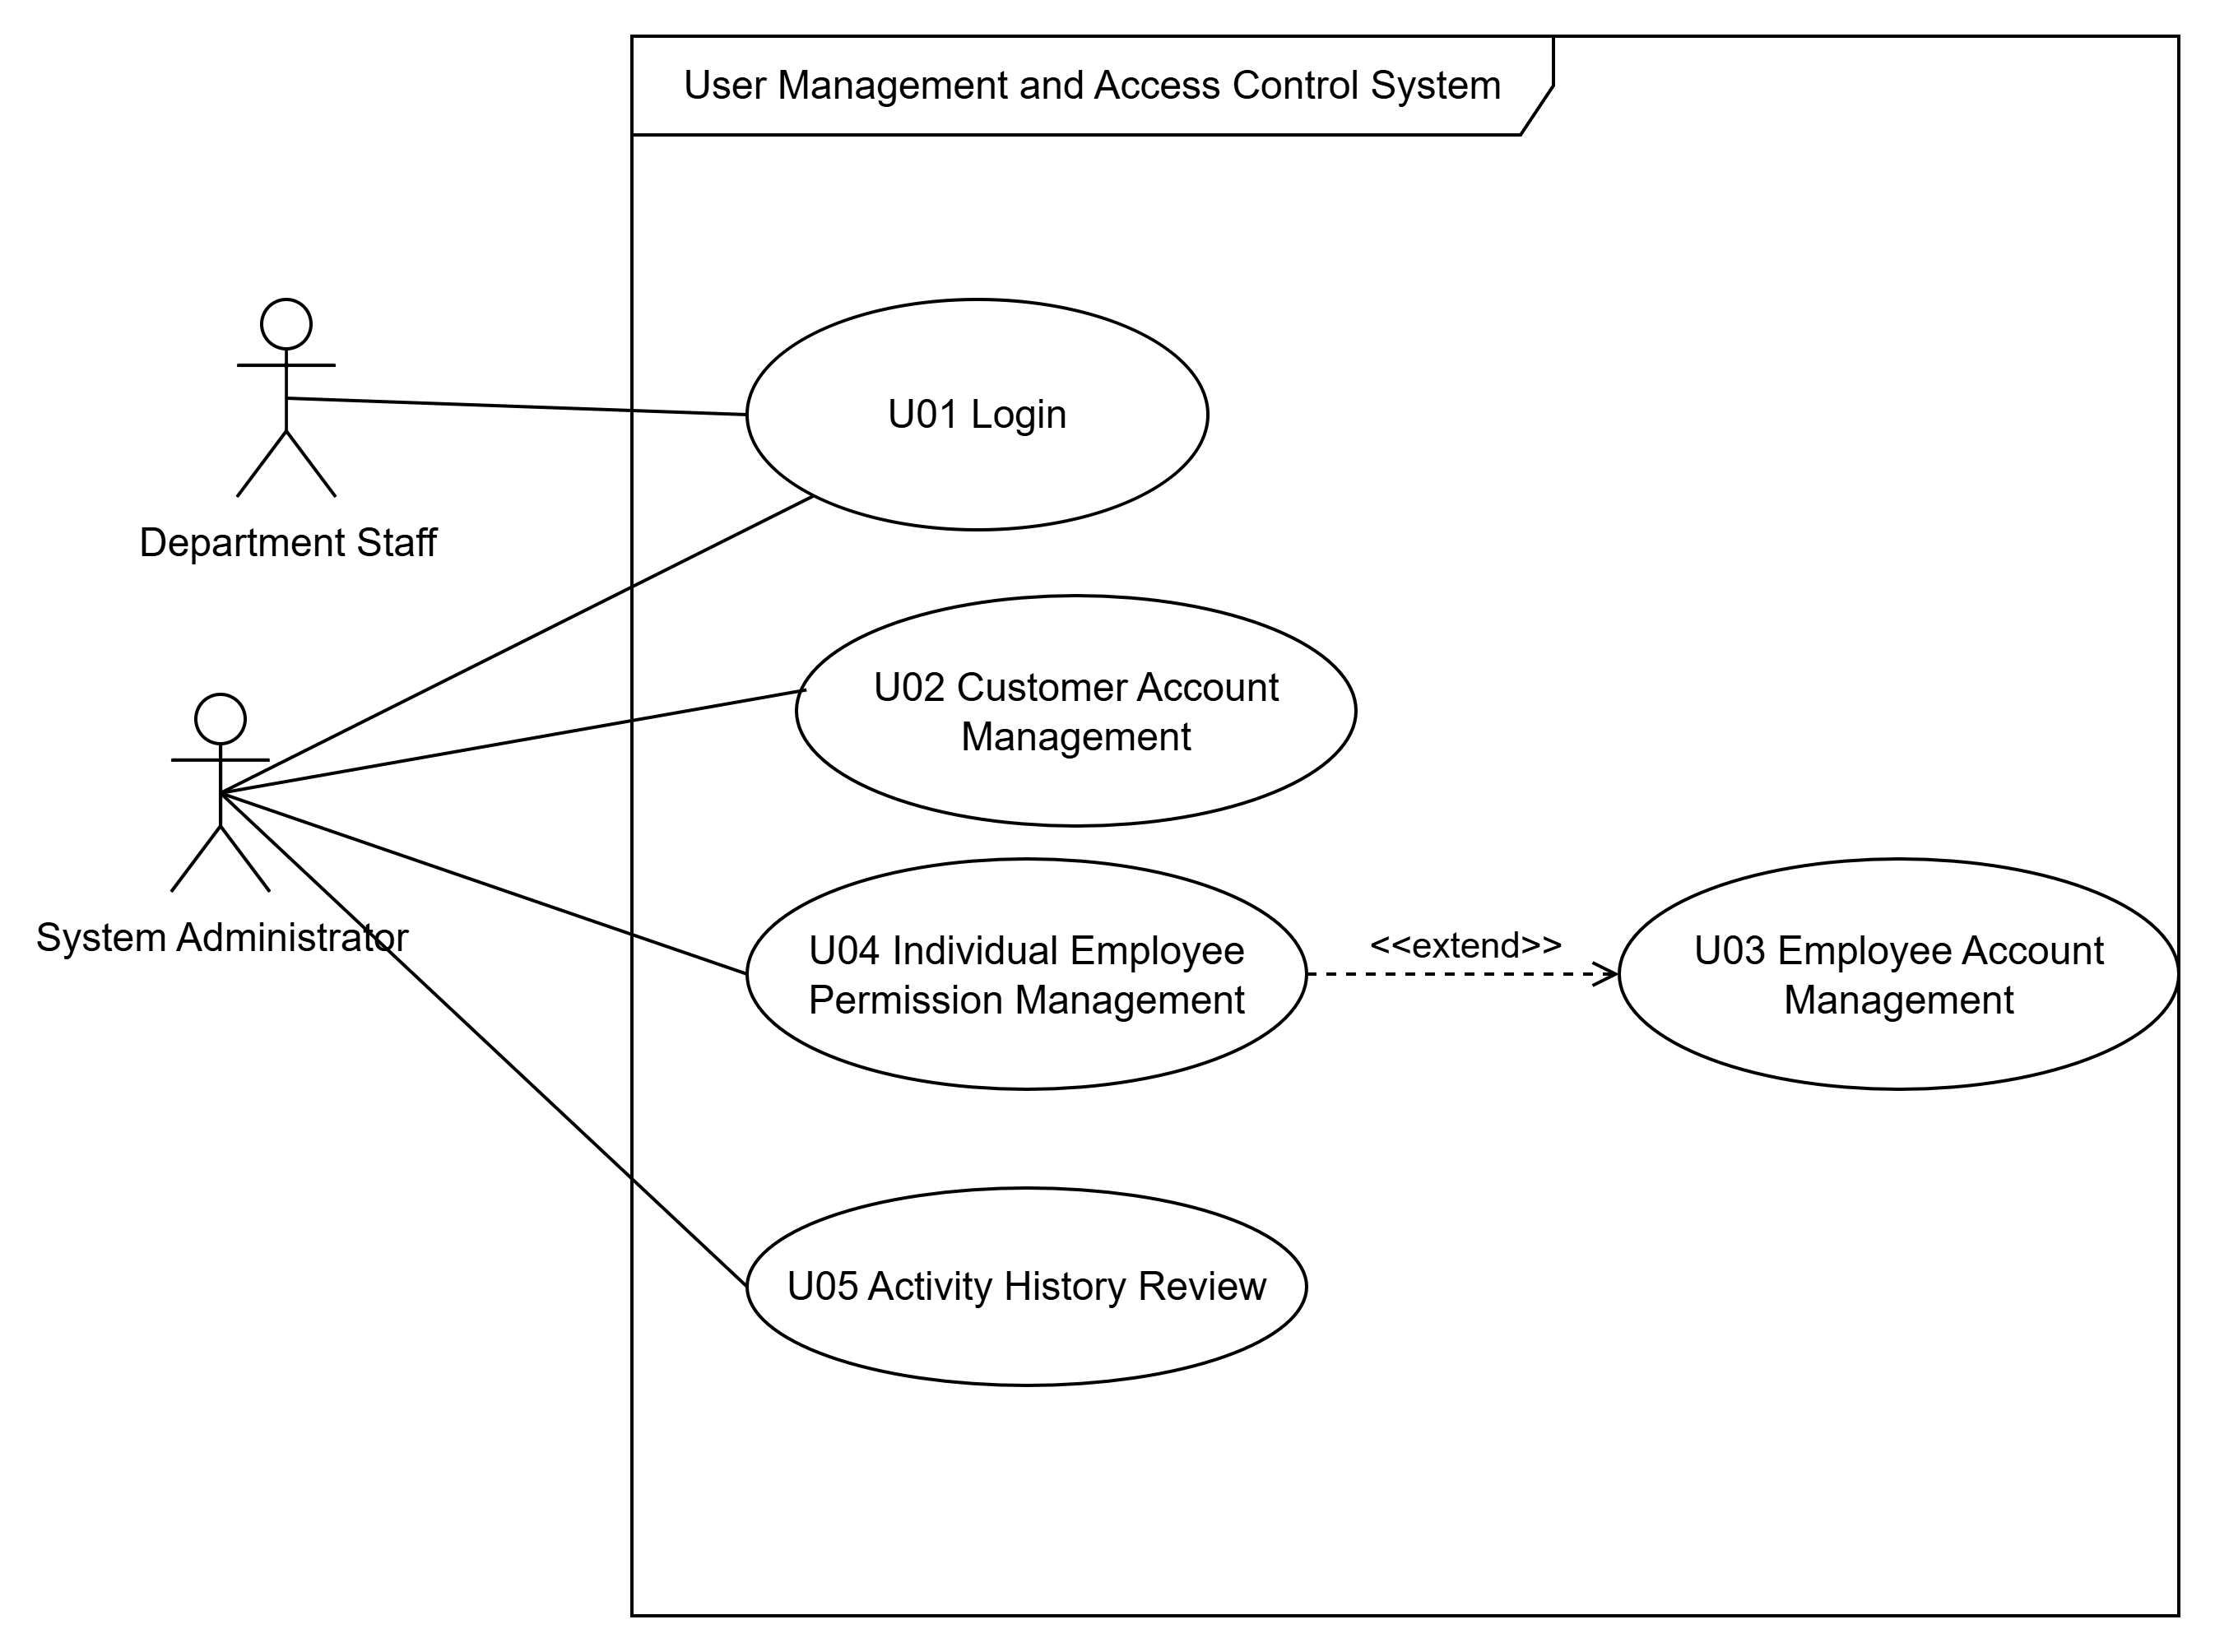 User Management and Access Control System
U01 Login
Department Staff
U02 Customer Account
Management
System Administrator
U04 Individual Employee
Permission Management
<<extend>>
U03 Employee Account
Management
U05 Activity History Review